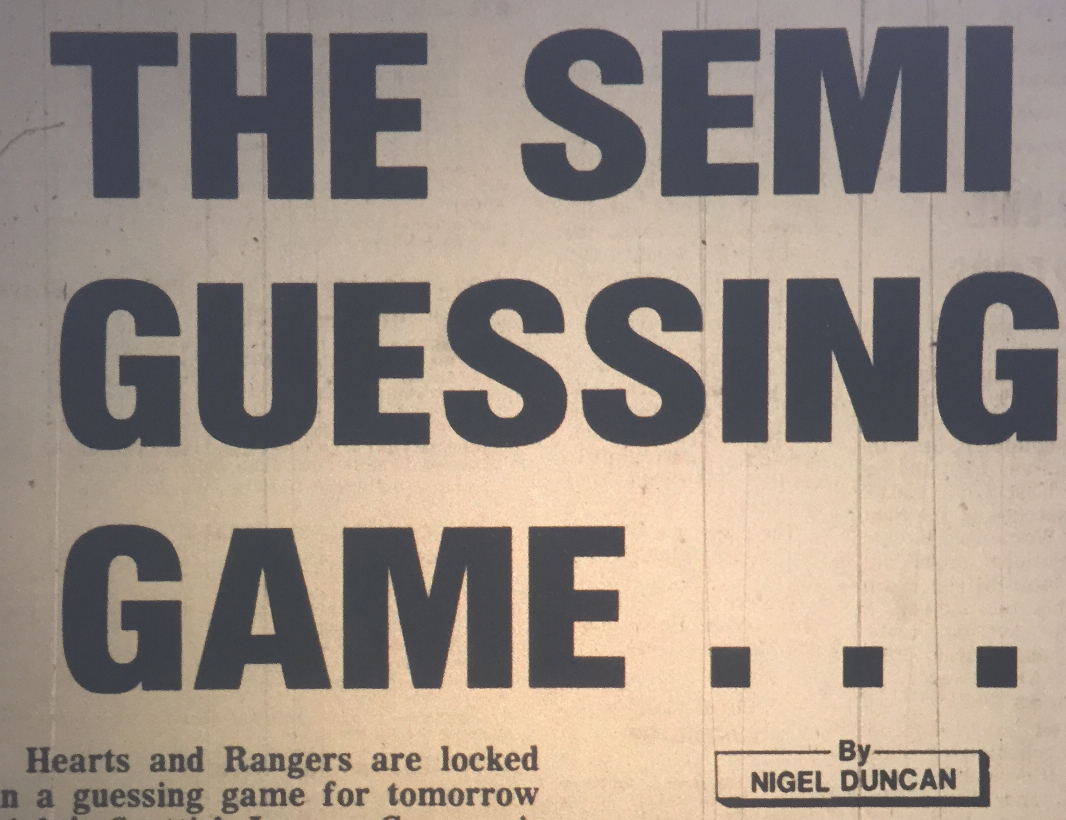 THE SEMI
GUESSING
GAME . . .
Hearts and Rangers are locked
n a guessing game for tomorrow
By
NIGEL DUNCAN